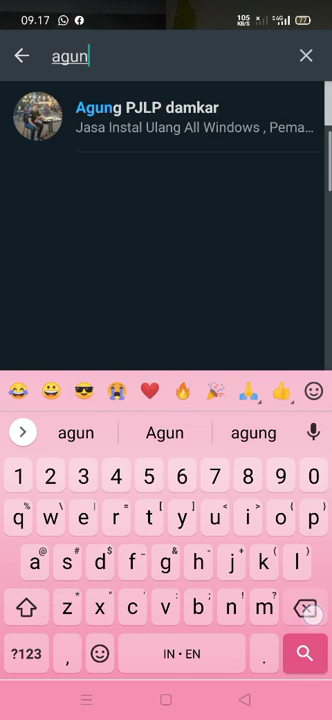 09.17
105 KB/S
4G
77
agun
Agung PJLP damkar
Jasa Instal Ulang All Windows , Pema...
agun Agun agung
1 2 3 4 5 6 7 8 9 0
q w e r t y u i o p
% \ | = [ ] < > { }
a s d f g h j k l
@ # $ _ & - + ( )
z x c v b n m
* " ' : ; ! ?
?123 , IN • EN .